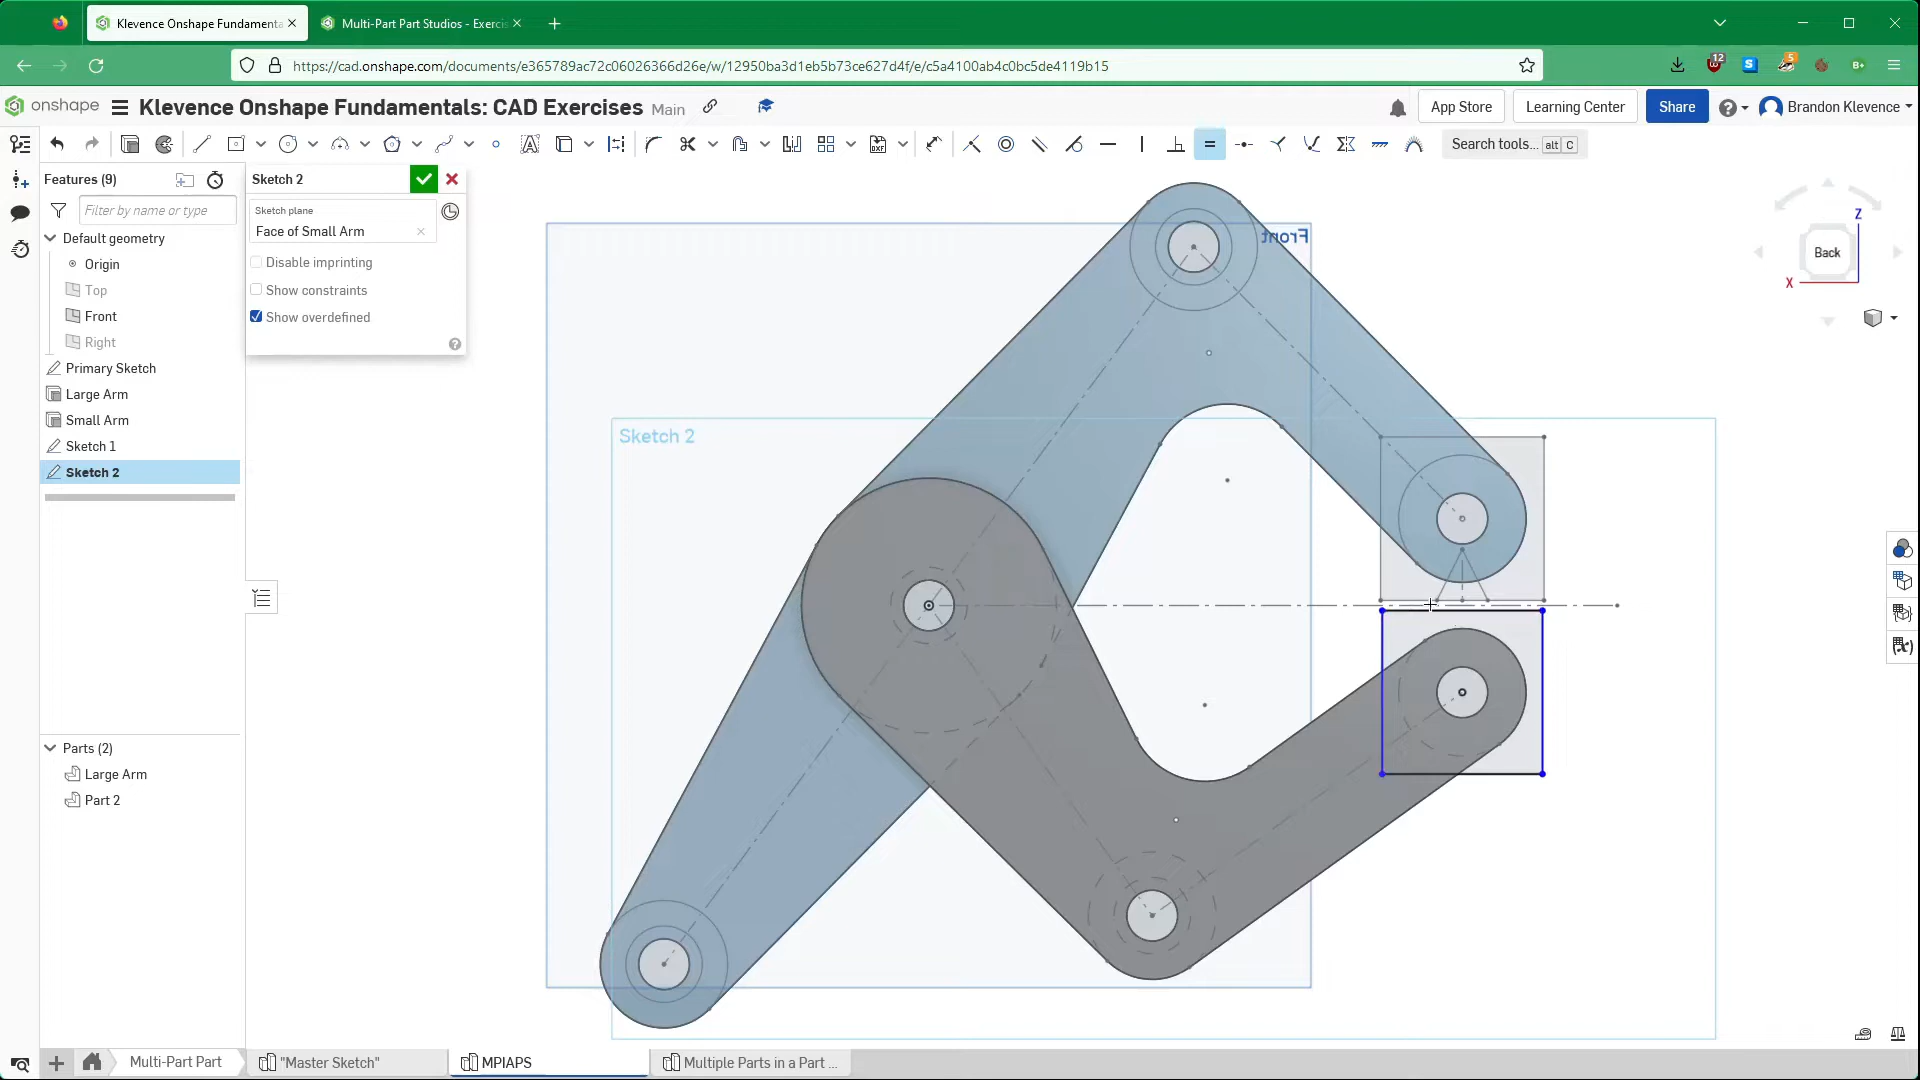 Klevence Onshape Fundamenta
Multi-Part Part Studios - Exerci
https://cad.onshape.com/documents/e365789ac72c06026366d26e/w/12950ba3d1eb5b73ce627d4f/e/c5a4100ab4c0bc5de4119b15
12
S
5
B+
onshape
Klevence Onshape Fundamentals: CAD Exercises
Main
App Store
Learning Center
Share
Brandon Klevence
Search tools...
alt
C
Features (9)
Filter by name or type
Default geometry
Origin
Top
Front
Right
Primary Sketch
Large Arm
Small Arm
Sketch 1
Sketch 2
Sketch 2
Sketch plane
Face of Small Arm
Disable imprinting
Show constraints
Show overdefined
Front
Sketch 2
Z
Back
X
Parts (2)
Large Arm
Part 2
Multi-Part Part
"Master Sketch"
MPIAPS
Multiple Parts in a Part ...